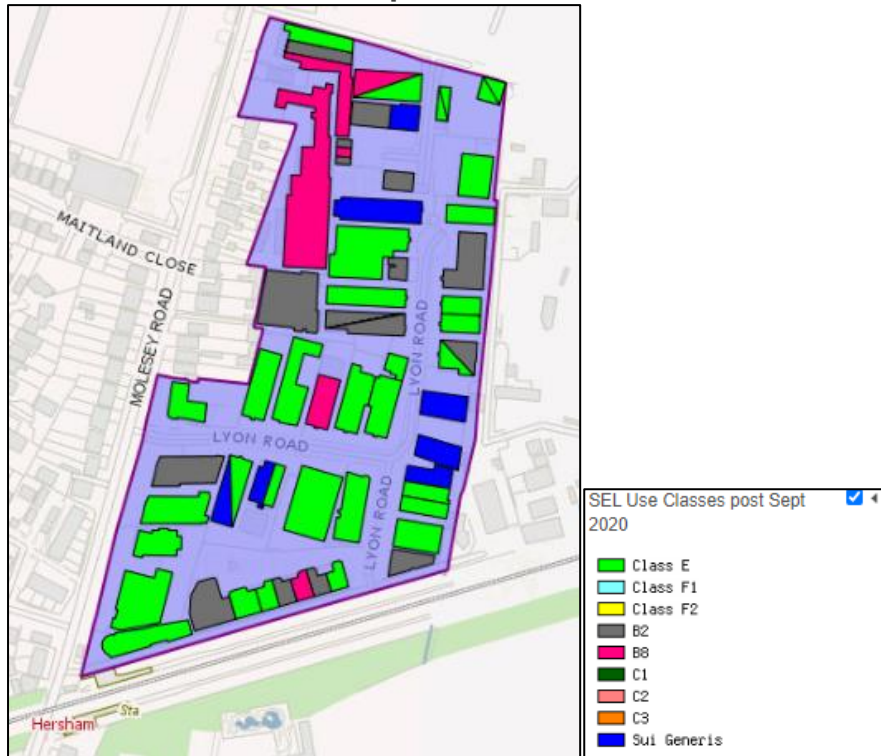 MAITLAND CLOSE
MOLESEY ROAD
LYON ROAD
LYON ROAD
LYON ROAD
Hersham
Sta
SEL Use Classes post Sept
2020
Class E
Class F1
Class F2
B2
B8
C1
C2
C3
Sui Generis